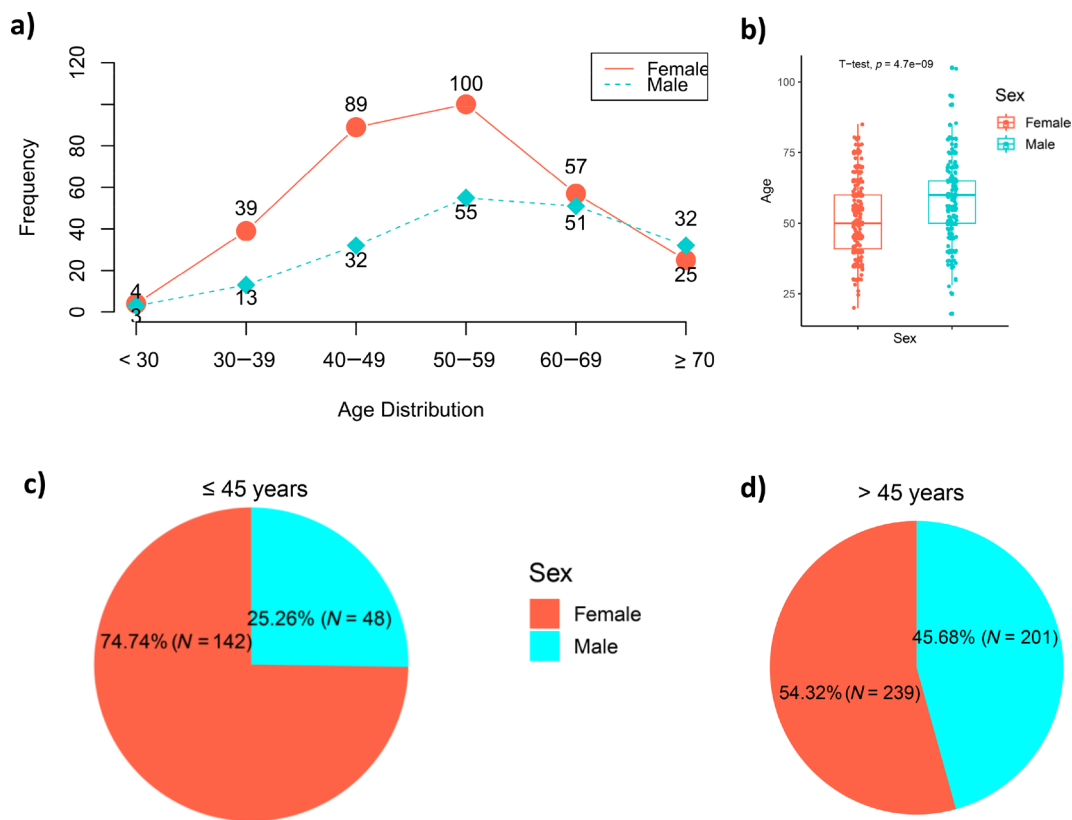 a)
120
100
80
60
40
20
0
Frequency
4
3
39
13
89
32
100
55
57
51
32
25
Female
Male
< 30
30−39
40−49
50−59
60−69
≥ 70
Age Distribution
b)
T−test, p = 4.7e−09
100
75
50
25
Age
Sex
Sex
Female
Male
c)
≤ 45 years
25.26% (N = 48)
74.74% (N = 142)
Sex
Female
Male
d)
> 45 years
45.68% (N = 201)
54.32% (N = 239)